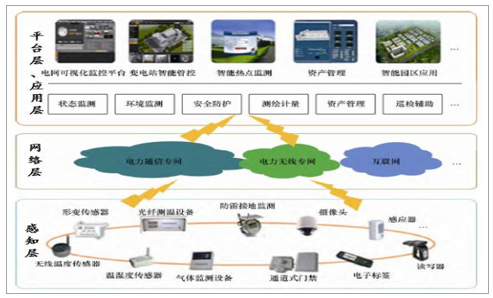 平台层、应用层
电网可视化监控平台 变电站智能管控 智能热点监测 资产管理 智能园区应用 ...
状态监测 环境监测 安全防护 测绘计量 资产管理 巡检辅助 ...
网络层
电力通信专网 电力无线专网 互联网 ...
感知层
形变传感器 光纤测温设备 防雷接地监测 摄像头 感应器 ...
无线温度传感器 温湿度传感器 气体监测设备 通道式门禁 电子标签 读写器